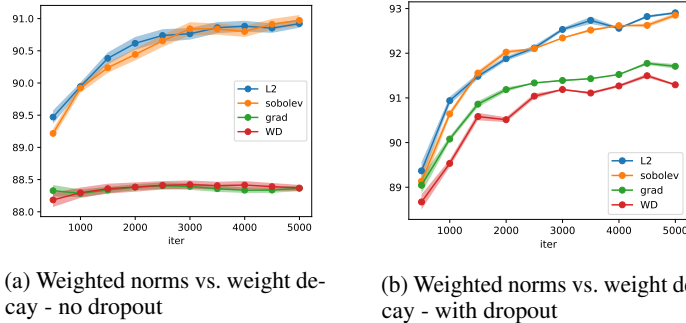 91.0
90.5
90.0
89.5
89.0
88.5
88.0
1000 2000 3000 4000 5000
iter
L2
sobolev
grad
WD
(a) Weighted norms vs. weight de-
cay - no dropout
93
92
91
90
89
1000 2000 3000 4000 5000
iter
L2
sobolev
grad
WD
(b) Weighted norms vs. weight de
cay - with dropout